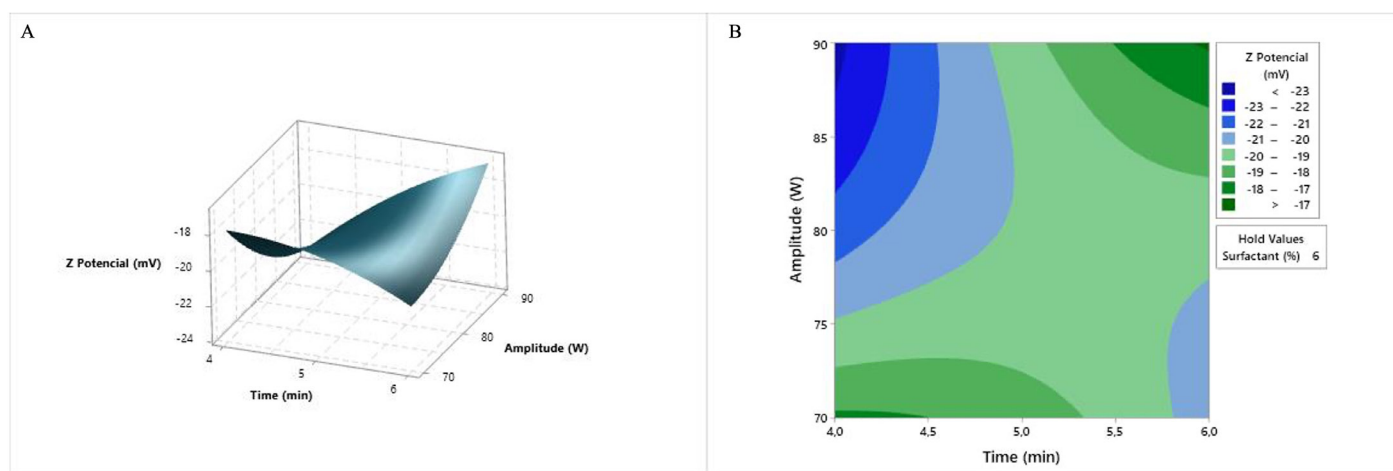 A
-18
-20
-22
-24
Z Potencial (mV)
4
5
6
Time (min)
70
80
90
Amplitude (W)
B
90
85
80
75
70
Amplitude (W)
4,0
4,5
5,0
5,5
6,0
Time (min)
Z Potencial
(mV)
< -23
-23 – -22
-22 – -21
-21 – -20
-20 – -19
-19 – -18
-18 – -17
> -17
Hold Values
Surfactant (%) 6